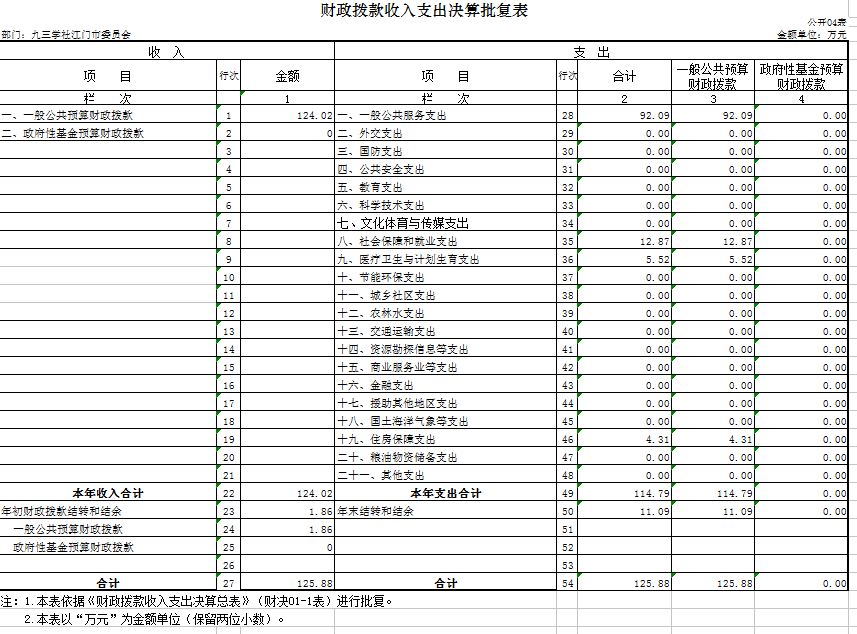 财政拨款收入支出决算批复表
公开04表
部门：九三学社江门市委员会 金额单位：万元
收 入 支 出
项 目 行次 金额 项 目 行次 合计 一般公共预算财政拨款 政府性基金预算财政拨款
栏 次 1 栏 次 2 3 4
一、一般公共预算财政拨款 1 124.02 一、一般公共服务支出 28 92.09 92.09 0.00
二、政府性基金预算财政拨款 2 0 二、外交支出 29 0.00 0.00 0.00
3 三、国防支出 30 0.00 0.00 0.00
4 四、公共安全支出 31 0.00 0.00 0.00
5 五、教育支出 32 0.00 0.00 0.00
6 六、科学技术支出 33 0.00 0.00 0.00
7 七、文化体育与传媒支出 34 0.00 0.00 0.00
8 八、社会保障和就业支出 35 12.87 12.87 0.00
9 九、医疗卫生与计划生育支出 36 5.52 5.52 0.00
10 十、节能环保支出 37 0.00 0.00 0.00
11 十一、城乡社区支出 38 0.00 0.00 0.00
12 十二、农林水支出 39 0.00 0.00 0.00
13 十三、交通运输支出 40 0.00 0.00 0.00
14 十四、资源勘探信息等支出 41 0.00 0.00 0.00
15 十五、商业服务业等支出 42 0.00 0.00 0.00
16 十六、金融支出 43 0.00 0.00 0.00
17 十七、援助其他地区支出 44 0.00 0.00 0.00
18 十八、国土海洋气象等支出 45 0.00 0.00 0.00
19 十九、住房保障支出 46 4.31 4.31 0.00
20 二十、粮油物资储备支出 47 0.00 0.00 0.00
21 二十一、其他支出 48 0.00 0.00 0.00
本年收入合计 22 124.02 本年支出合计 49 114.79 114.79 0.00
年初财政拨款结转和结余 23 1.86 年末结转和结余 50 11.09 11.09 0.00
一般公共预算财政拨款 24 1.86 51
政府性基金预算财政拨款 25 0 52
26 53
合计 27 125.88 合计 54 125.88 125.88 0.00
注：1.本表依据《财政拨款收入支出决算总表》（财决01-1表）进行批复。
2.本表以“万元”为金额单位（保留两位小数）。